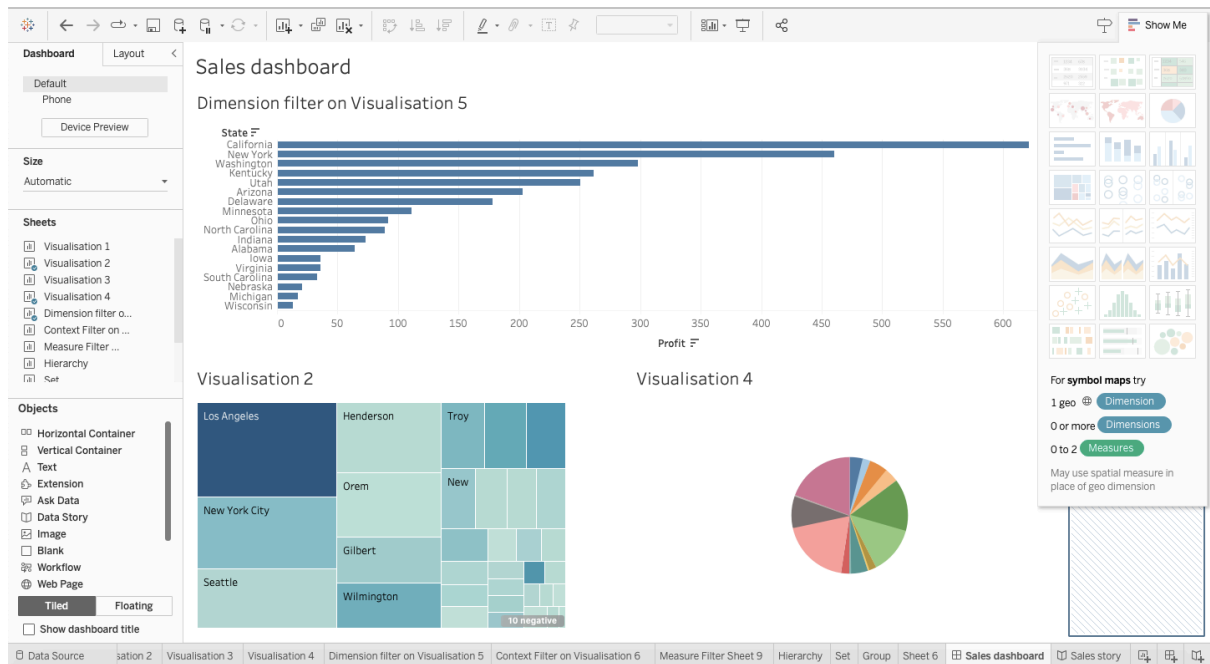 Show Me
Dashboard
Layout
<
Default
Phone
Device Preview
Size
Automatic
Sheets
Visualisation 1
Visualisation 2
Visualisation 3
Visualisation 4
Dimension filter o...
Context Filter on ...
Measure Filter ...
Hierarchy
Set
Objects
Horizontal Container
Vertical Container
A Text
Extension
Ask Data
Data Story
Image
Blank
Workflow
Web Page
Tiled
Floating
Show dashboard title
Sales dashboard
Dimension filter on Visualisation 5
State
California
New York
Washington
Kentucky
Utah
Arizona
Delaware
Minnesota
Ohio
North Carolina
Indiana
Alabama
Iowa
Virginia
South Carolina
Nebraska
Michigan
Wisconsin
0 50 100 150 200 250 300 350 400 450 500 550 600
Profit
Visualisation 2
Los Angeles
New York City
Seattle
Henderson
Orem
Gilbert
Wilmington
Troy
New
10 negative
Visualisation 4
For symbol maps try
1 geo Dimension
0 or more Dimensions
0 to 2 Measures
May use spatial measure in
place of geo dimension
Data Source
sation 2
Visualisation 3
Visualisation 4
Dimension filter on Visualisation 5
Context Filter on Visualisation 6
Measure Filter Sheet 9
Hierarchy
Set
Group
Sheet 6
Sales dashboard
Sales story